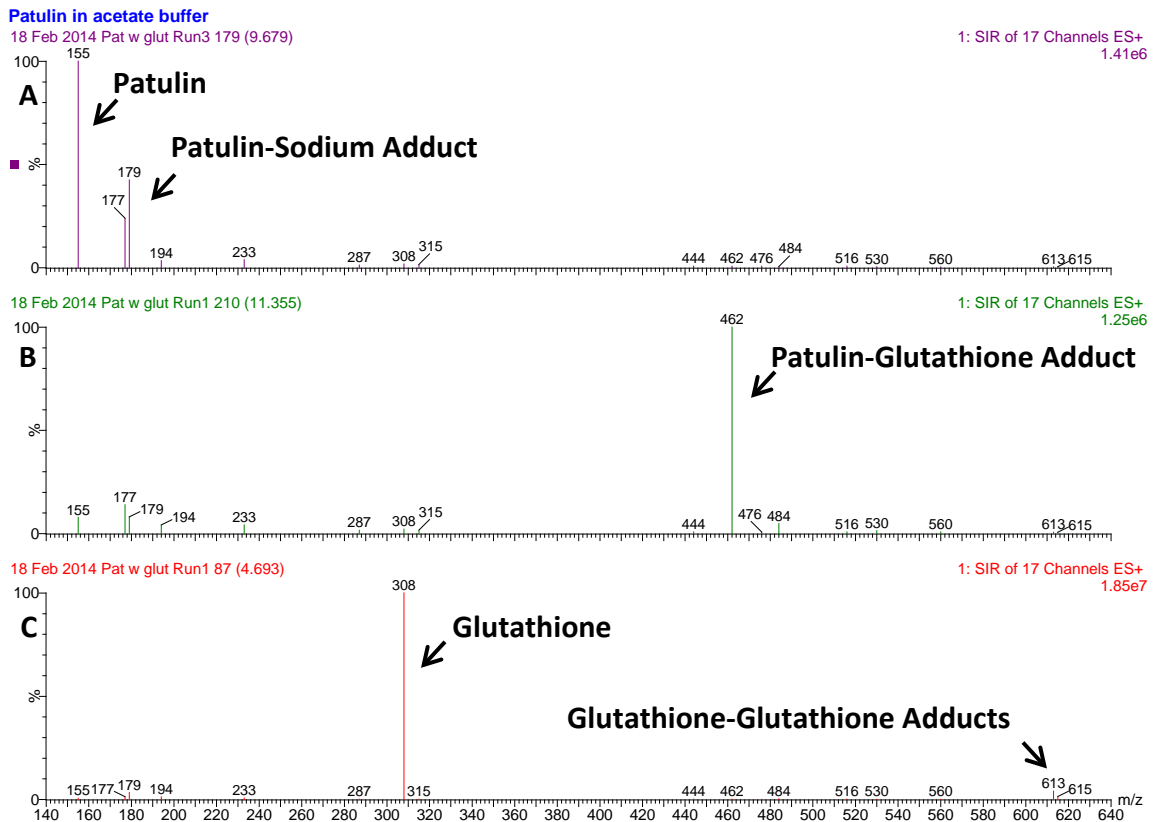 Patulin in acetate buffer
18 Feb 2014 Pat w glut Run3 179 (9.679)
1: SIR of 17 Channels ES+
1.41e6
155
100
A
Patulin
Patulin-Sodium Adduct
%
179
177
194
233
287
308
315
444
462
476
484
516
530
560
613
615
0
18 Feb 2014 Pat w glut Run1 210 (11.355)
1: SIR of 17 Channels ES+
1.25e6
462
100
B
Patulin-Glutathione Adduct
%
155
177
179
194
233
287
308
315
444
476
484
516
530
560
613
615
0
18 Feb 2014 Pat w glut Run1 87 (4.693)
1: SIR of 17 Channels ES+
1.85e7
308
100
C
Glutathione
%
Glutathione-Glutathione Adducts
155
177
179
194
233
287
315
444
462
484
516
530
560
613
615
0
m/z
140 160 180 200 220 240 260 280 300 320 340 360 380 400 420 440 460 480 500 520 540 560 580 600 620 640